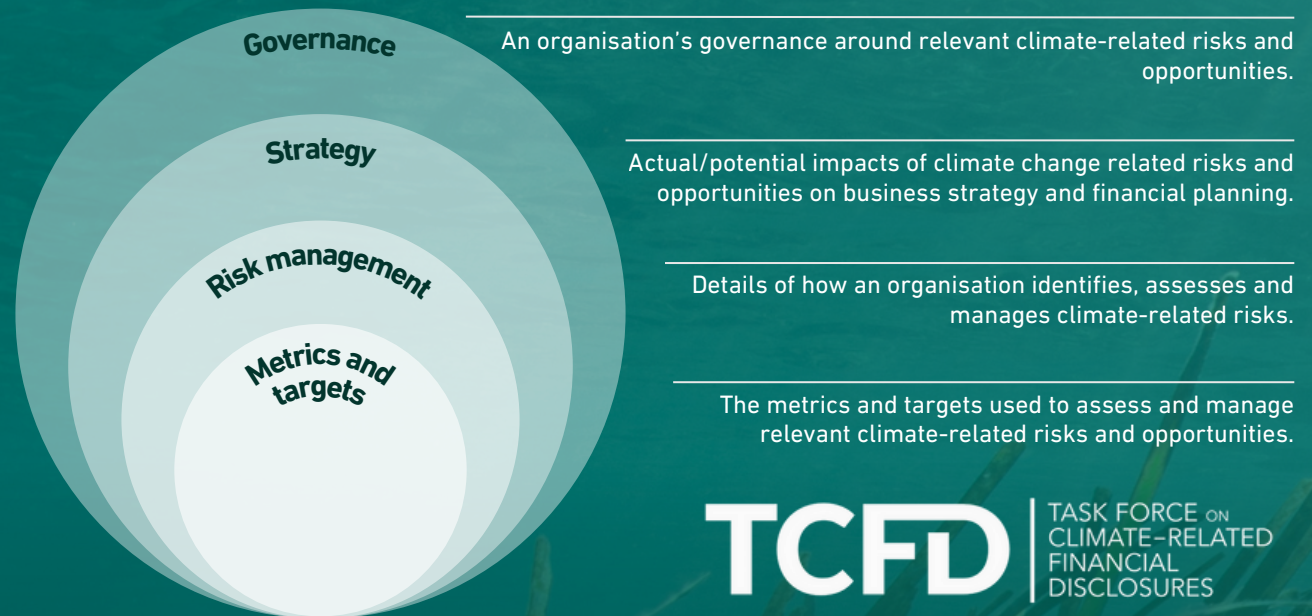 Governance
An organisation's governance around relevant climate-related risks and
opportunities.
Strategy
Actual/potential impacts of climate change related risks and
opportunities on business strategy and financial planning.
Risk management
Details of how an organisation identifies, assesses and
manages climate-related risks.
Metrics and
targets
The metrics and targets used to assess and manage
relevant climate-related risks and opportunities.
TCFD
TASK FORCE ON
CLIMATE-RELATED
FINANCIAL
DISCLOSURES